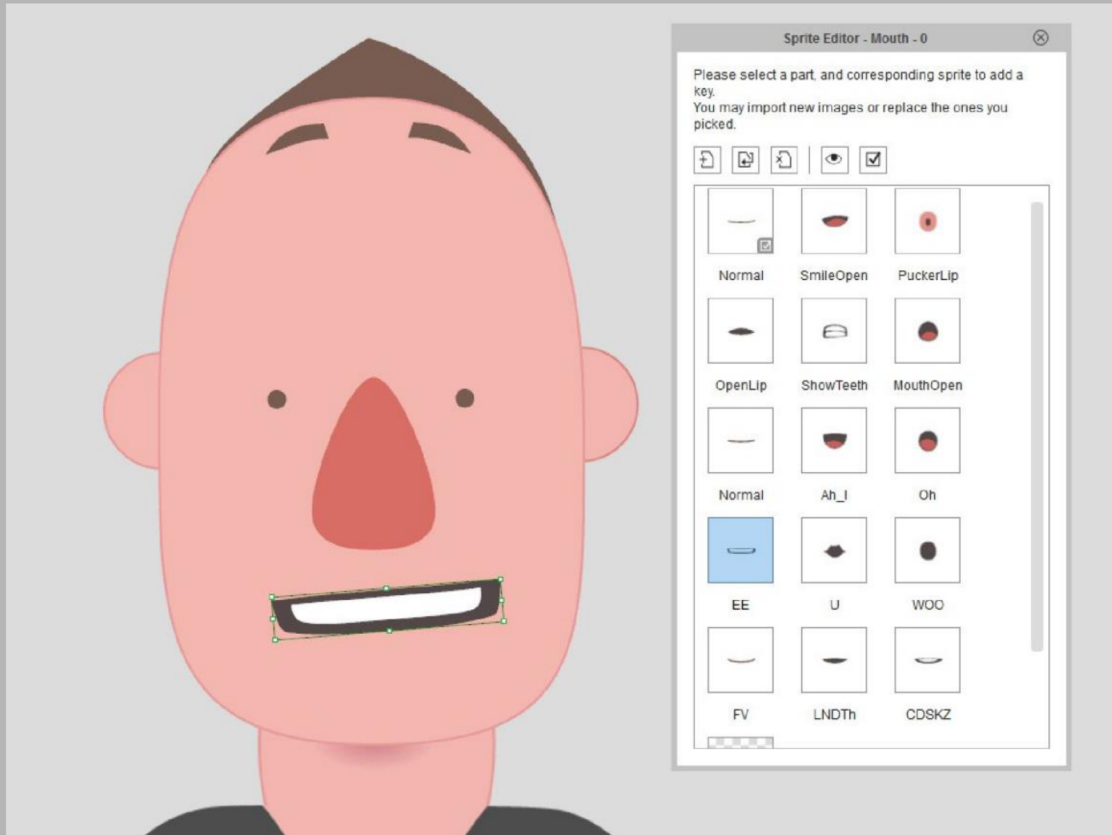 Sprite Editor - Mouth - 0
Please select a part, and corresponding sprite to add a
key.
You may import new images or replace the ones you
picked.
Normal SmileOpen PuckerLip
OpenLip ShowTeeth MouthOpen
Normal Ah_I Oh
EE U WOO
FV LNDTh CDSKZ